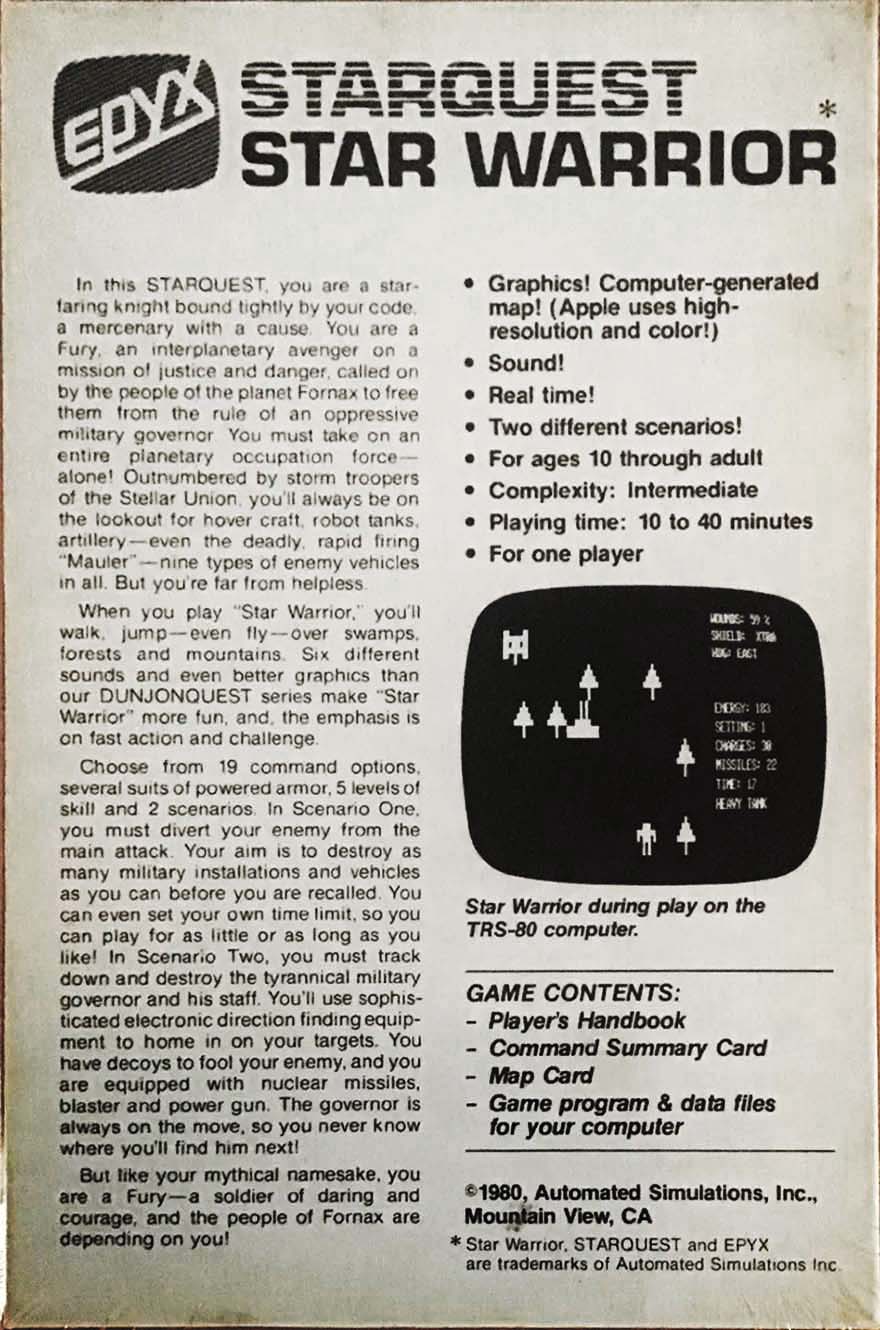 EPYX
STARQUEST
STAR WARRIOR*
In this STARQUEST, you are a star-
faring knight bound tightly by your code,
a mercenary with a cause. You are a
Fury, an interplanetary avenger on a
mission of justice and danger, called on
by the people of the planet Fornax to free
them from the rule of an oppressive
military governor. You must take on an
entire planetary occupation force—
alone! Outnumbered by storm troopers
of the Stellar Union, you'll always be on
the lookout for hover craft, robot tanks,
artillery—even the deadly, rapid firing
"Mauler"—nine types of enemy vehicles
in all. But you're far from helpless.
When you play "Star Warrior," you'll
walk, jump—even fly—over swamps,
forests and mountains. Six different
sounds and even better graphics than
our DUNJONQUEST series make "Star
Warrior" more fun, and, the emphasis is
on fast action and challenge.
Choose from 19 command options,
several suits of powered armor, 5 levels of
skill and 2 scenarios. In Scenario One,
you must divert your enemy from the
main attack. Your aim is to destroy as
many military installations and vehicles
as you can before you are recalled. You
can even set your own time limit, so you
can play for as little or as long as you
like! In Scenario Two, you must track
down and destroy the tyrannical military
governor and his staff. You'll use sophis-
ticated electronic direction finding equip-
ment to home in on your targets. You
have decoys to fool your enemy, and you
are equipped with nuclear missiles,
blaster and power gun. The governor is
always on the move, so you never know
where you'll find him next!
But like your mythical namesake, you
are a Fury—a soldier of daring and
courage, and the people of Fornax are
depending on you!
• Graphics! Computer-generated
map! (Apple uses high-
resolution and color!)
• Sound!
• Real time!
• Two different scenarios!
• For ages 10 through adult
• Complexity: Intermediate
• Playing time: 10 to 40 minutes
• For one player
WOUNDS: 59 %
SHIELD: XTRA
HDG: EAST
ENERGY: 183
SETTING: 1
CHARGES: 30
MISSILES: 22
TIME: 17
HEAVY TANK
Star Warrior during play on the
TRS-80 computer.
GAME CONTENTS:
– Player's Handbook
– Command Summary Card
– Map Card
– Game program & data files
for your computer
©1980, Automated Simulations, Inc.,
Mountain View, CA
* Star Warrior, STARQUEST and EPYX
are trademarks of Automated Simulations Inc.